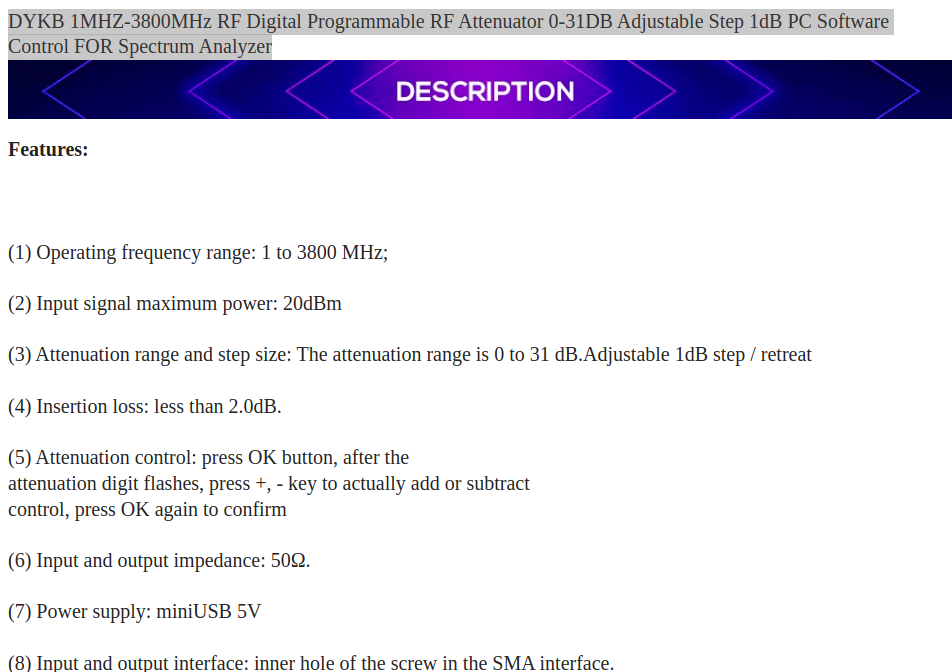 DYKB 1MHZ-3800MHz RF Digital Programmable RF Attenuator 0-31DB Adjustable Step 1dB PC Software
Control FOR Spectrum Analyzer
DESCRIPTION
Features:
(1) Operating frequency range: 1 to 3800 MHz;
(2) Input signal maximum power: 20dBm
(3) Attenuation range and step size: The attenuation range is 0 to 31 dB.Adjustable 1dB step / retreat
(4) Insertion loss: less than 2.0dB.
(5) Attenuation control: press OK button, after the
attenuation digit flashes, press +, - key to actually add or subtract
control, press OK again to confirm
(6) Input and output impedance: 50Ω.
(7) Power supply: miniUSB 5V
(8) Input and output interface: inner hole of the screw in the SMA interface.